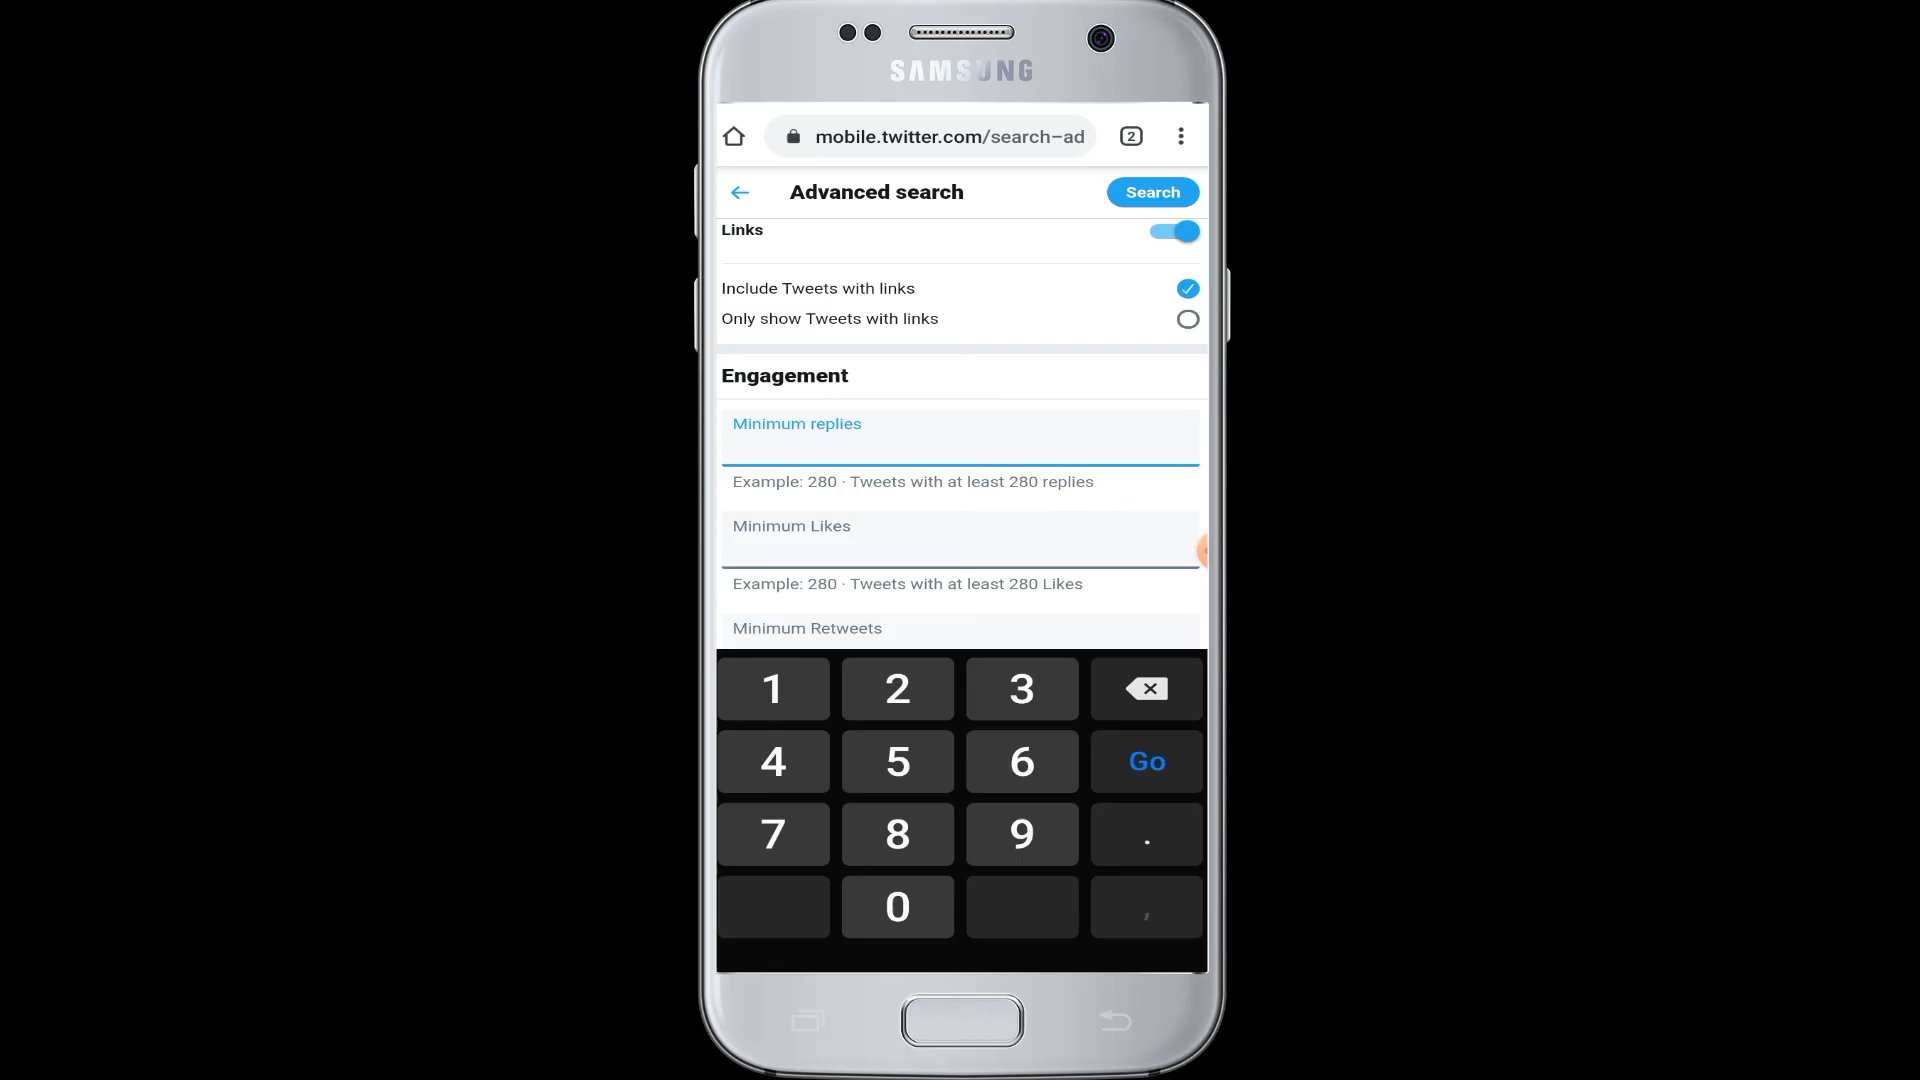 SAMSUNG
mobile.twitter.com/search-ad
2
Advanced search
Search
Links
Include Tweets with links
Only show Tweets with links
Engagement
Minimum replies
Example: 280 · Tweets with at least 280 replies
Minimum Likes
Example: 280 · Tweets with at least 280 Likes
Minimum Retweets
1 2 3
4 5 6 Go
7 8 9 .
0 ,